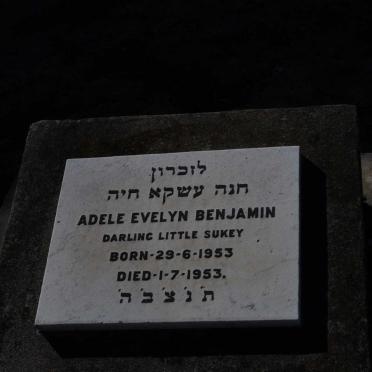 לזכרון
חנה עשקא חיה
ADELE EVELYN BENJAMIN
DARLING LITTLE SUKEY
BORN-29-6-1953
DIED-1-7-1953.
ת̇ נ̇ צ̇ ב̇ ה̇